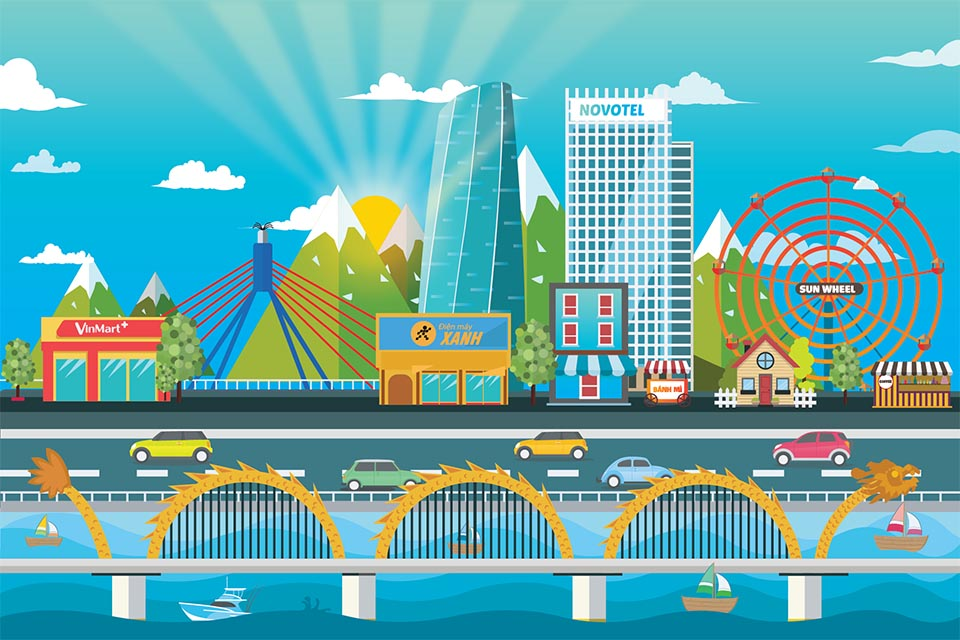 NOVOTEL
SUN WHEEL
VinMart+
Điện máy
XANH
BÁNH MÌ